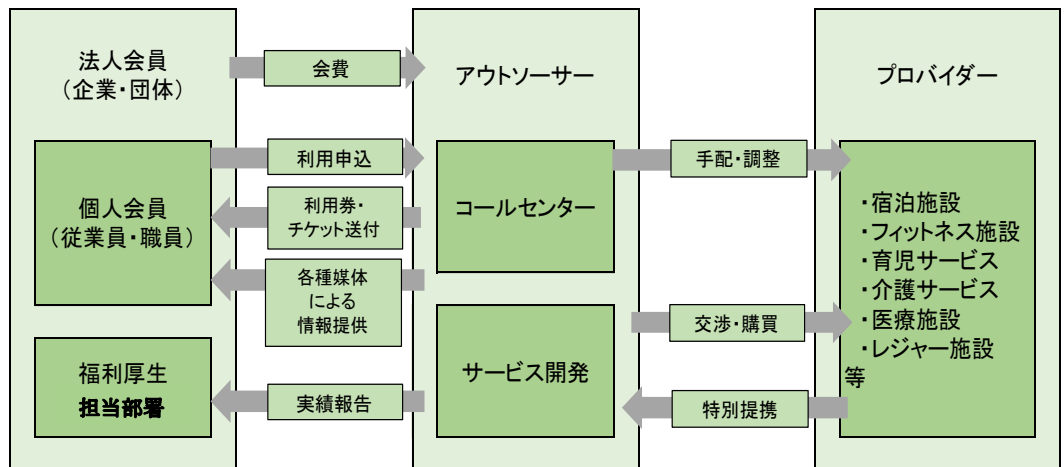 法人会員
（企業・団体）
個人会員
（従業員・職員）
福利厚生
担当部署
会費
利用申込
利用券・
チケット送付
各種媒体
による
情報提供
実績報告
アウトソーサー
コールセンター
サービス開発
手配・調整
交渉・購買
特別提携
プロバイダー
・宿泊施設
・フィットネス施設
・育児サービス
・介護サービス
・医療施設
・レジャー施設
等